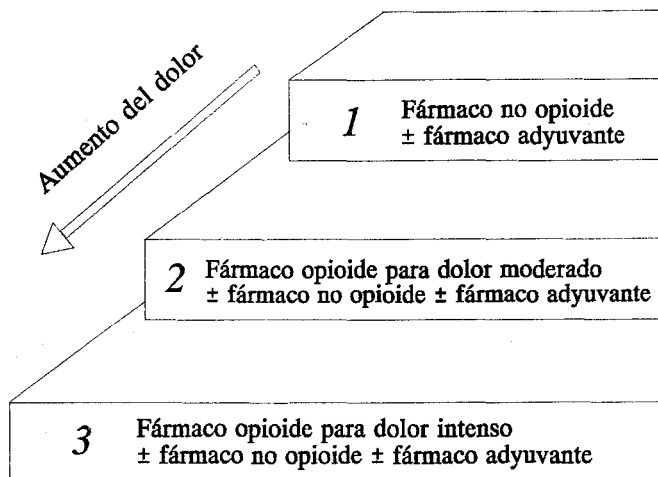 Aumento del dolor
1 Fármaco no opioide
± fármaco adyuvante
2 Fármaco opioide para dolor moderado
± fármaco no opioide ± fármaco adyuvante
3 Fármaco opioide para dolor intenso
± fármaco no opioide ± fármaco adyuvante